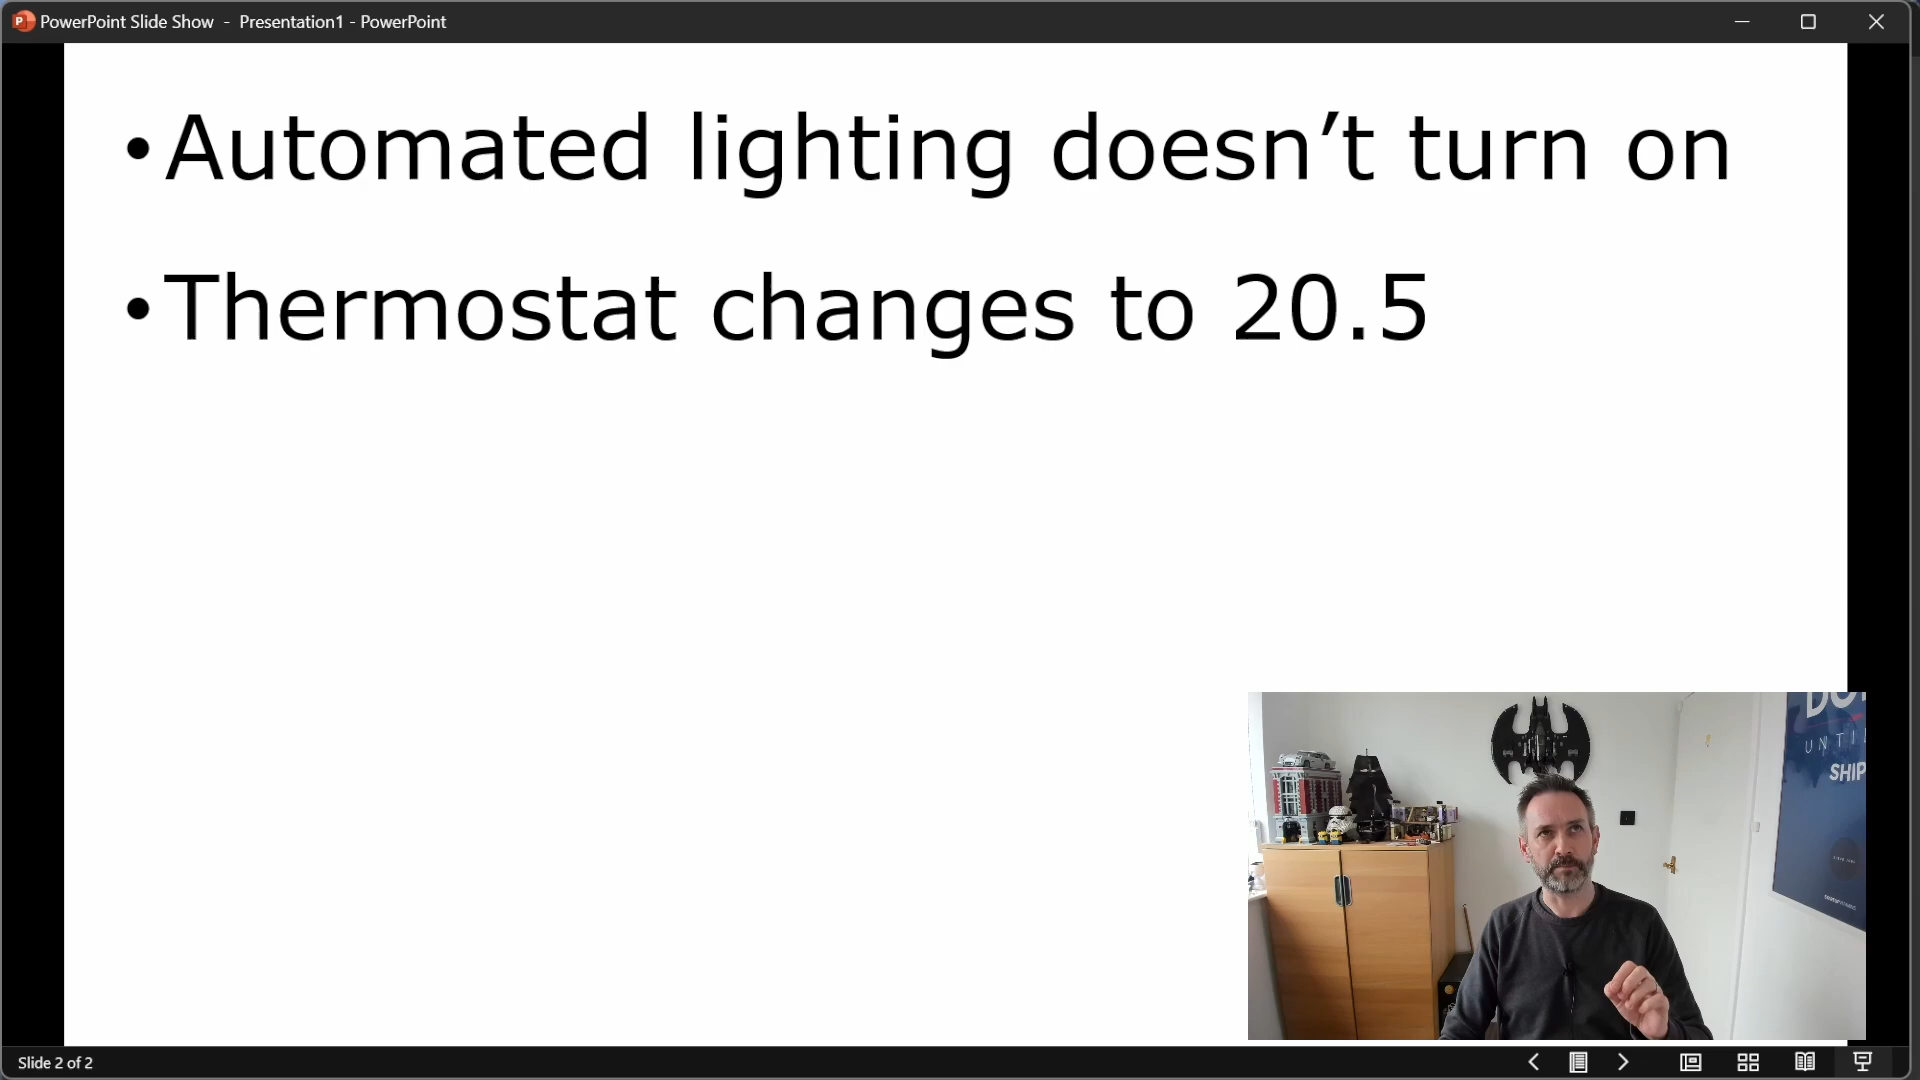 PowerPoint Slide Show - Presentation1 - PowerPoint
• Automated lighting doesn’t turn on
• Thermostat changes to 20.5
UNTI
SHIP
Slide 2 of 2